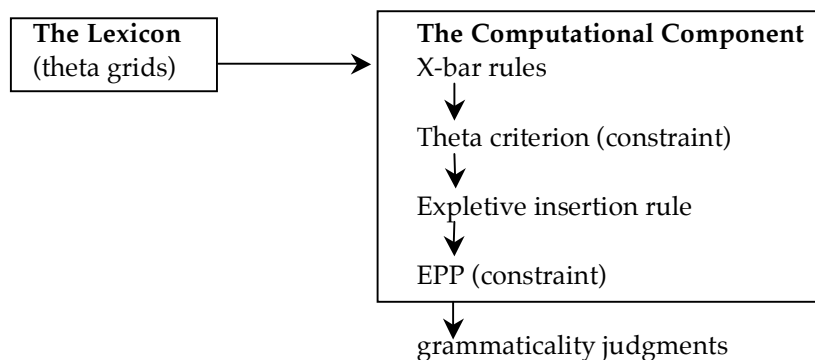 The Lexicon
(theta grids)
The Computational Component
X-bar rules
Theta criterion (constraint)
Expletive insertion rule
EPP (constraint)
grammaticality judgments